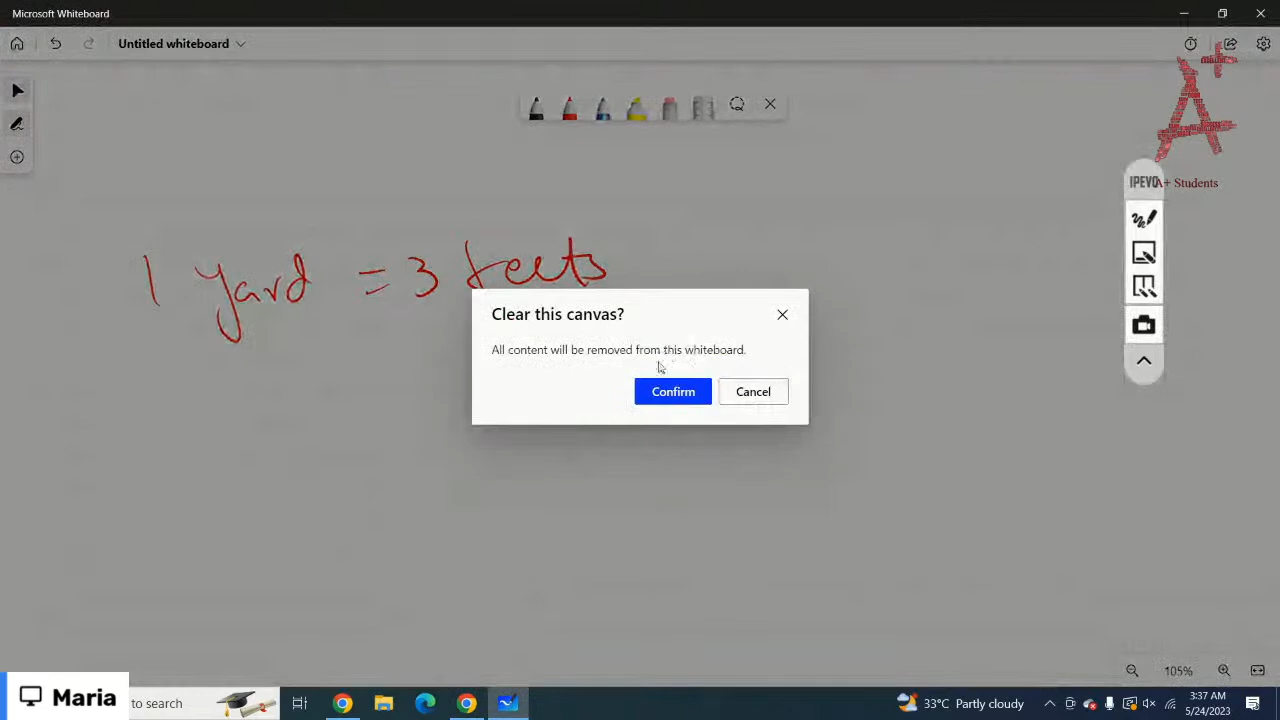 Microsoft Whiteboard
Untitled whiteboard
A+ Students
IPEVO
1 yard = 3 feets
Clear this canvas?
All content will be removed from this whiteboard.
Confirm
Cancel
105%
Maria
to search
33°C Partly cloudy
3:37 AM
5/24/2023